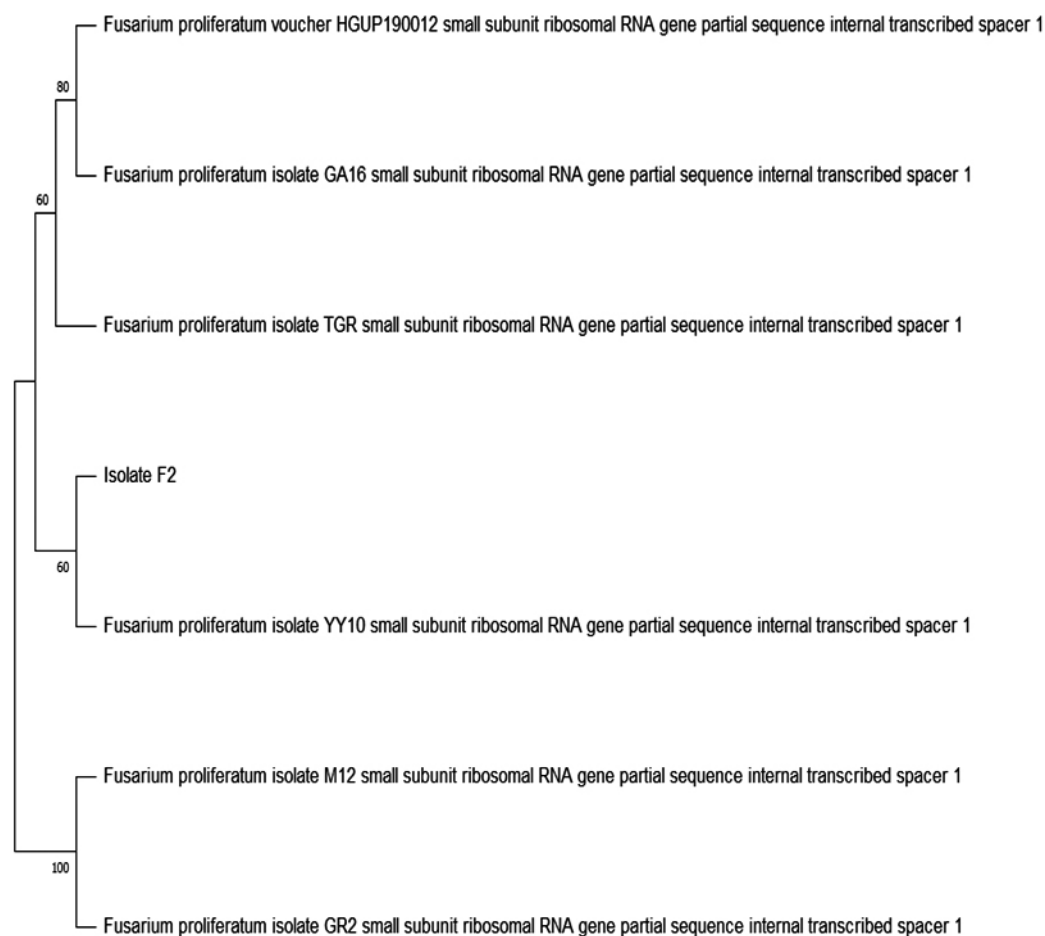 Fusarium proliferatum voucher HGUP190012 small subunit ribosomal RNA gene partial sequence internal transcribed spacer 1
80
Fusarium proliferatum isolate GA16 small subunit ribosomal RNA gene partial sequence internal transcribed spacer 1
60
Fusarium proliferatum isolate TGR small subunit ribosomal RNA gene partial sequence internal transcribed spacer 1
Isolate F2
60
Fusarium proliferatum isolate YY10 small subunit ribosomal RNA gene partial sequence internal transcribed spacer 1
Fusarium proliferatum isolate M12 small subunit ribosomal RNA gene partial sequence internal transcribed spacer 1
100
Fusarium proliferatum isolate GR2 small subunit ribosomal RNA gene partial sequence internal transcribed spacer 1